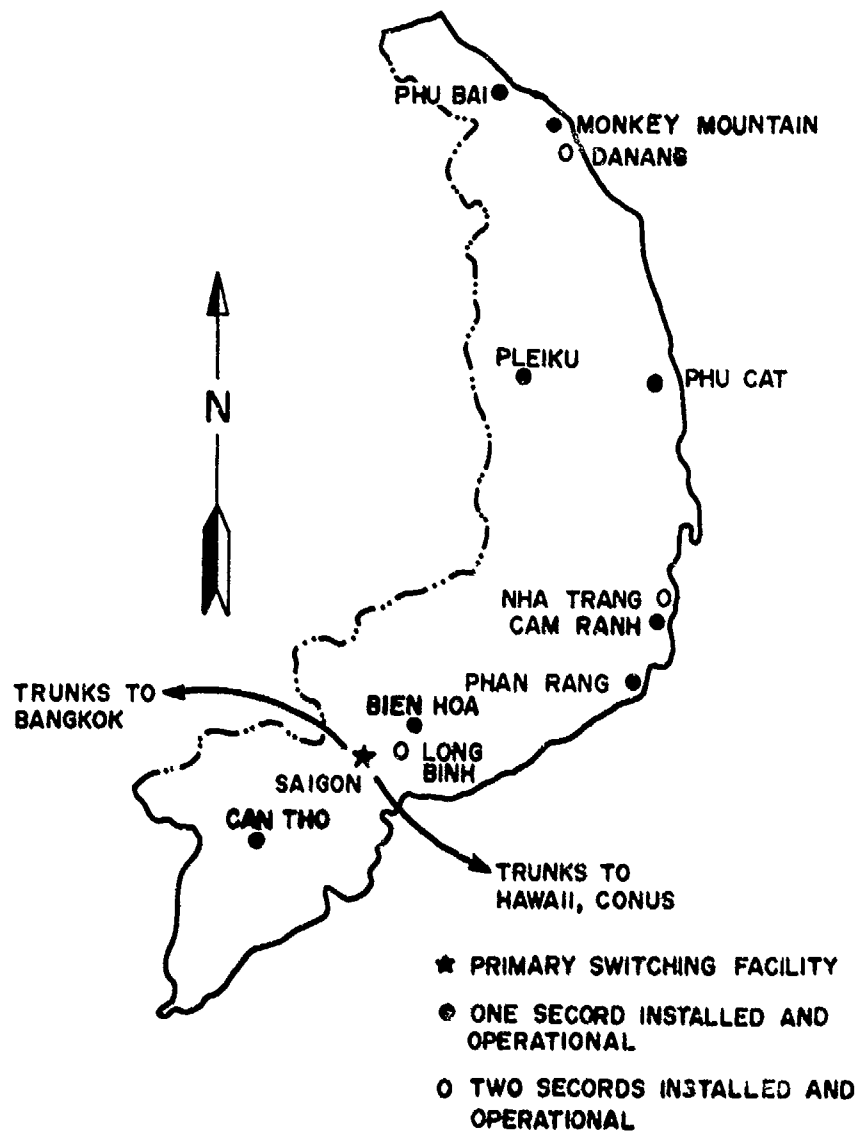 PHU BAI
MONKEY MOUNTAIN
DANANG
N
PLEIKU
PHU CAT
NHA TRANG
CAM RANH
PHAN RANG
TRUNKS TO
BANGKOK
BIEN HOA
LONG
BINH
SAIGON
CAN THO
TRUNKS TO
HAWAII, CONUS
PRIMARY SWITCHING FACILITY
ONE SECORD INSTALLED AND
OPERATIONAL
TWO SECORDS INSTALLED AND
OPERATIONAL